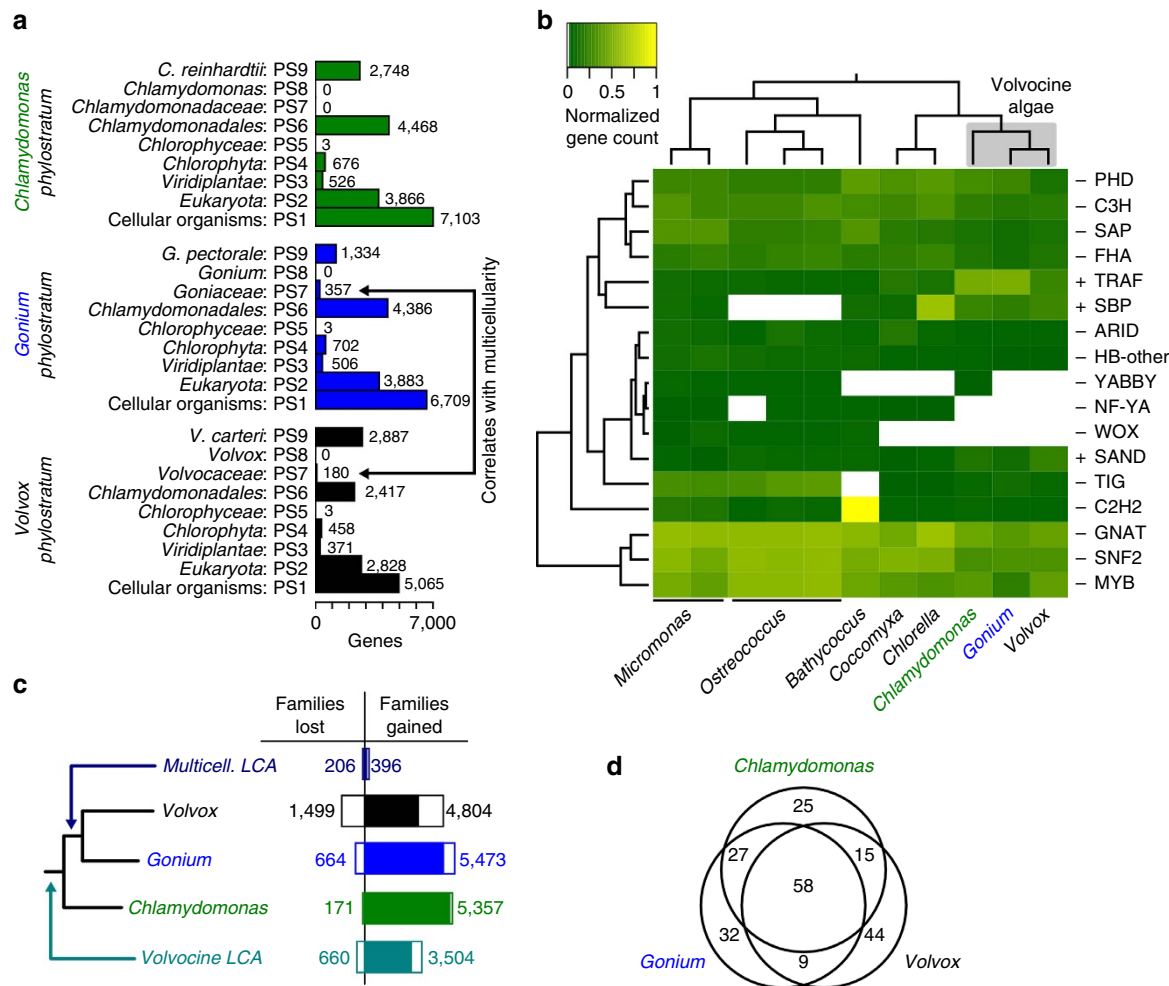 a
Chlamydomonas
phylostratum
C. reinhardtii: PS9 2,748
Chlamydomonas: PS8 0
Chlamydomonadaceae: PS7 0
Chlamydomonadales: PS6 4,468
Chlorophyceae: PS5 3
Chlorophyta: PS4 676
Viridiplantae: PS3 526
Eukaryota: PS2 3,866
Cellular organisms: PS1 7,103
Gonium
phylostratum
G. pectorale: PS9 1,334
Gonium: PS8 0
Goniaceae: PS7 357
Chlamydomonadales: PS6 4,386
Chlorophyceae: PS5 3
Chlorophyta: PS4 702
Viridiplantae: PS3 506
Eukaryota: PS2 3,883
Cellular organisms: PS1 6,709
Volvox
phylostratum
V. carteri: PS9 2,887
Volvox: PS8 0
Volvocaceae: PS7 180
Chlamydomonadales: PS6 2,417
Chlorophyceae: PS5 3
Chlorophyta: PS4 458
Viridiplantae: PS3 371
Eukaryota: PS2 2,828
Cellular organisms: PS1 5,065
0 7,000
Genes
Correlates with multicellularity
b
0 0.5 1
Normalized
gene count
Volvocine
algae
– PHD
– C3H
– SAP
– FHA
+ TRAF
+ SBP
– ARID
– HB-other
– YABBY
– NF-YA
– WOX
+ SAND
– TIG
– C2H2
– GNAT
– SNF2
– MYB
Micromonas
Ostreococcus
Bathycoccus
Coccomyxa
Chlorella
Chlamydomonas
Gonium
Volvox
c
Families
lost
Families
gained
Multicell. LCA 206 396
Volvox 1,499 4,804
Gonium 664 5,473
Chlamydomonas 171 5,357
Volvocine LCA 660 3,504
d
Chlamydomonas
25
27 15
58
32 44
9
Gonium
Volvox